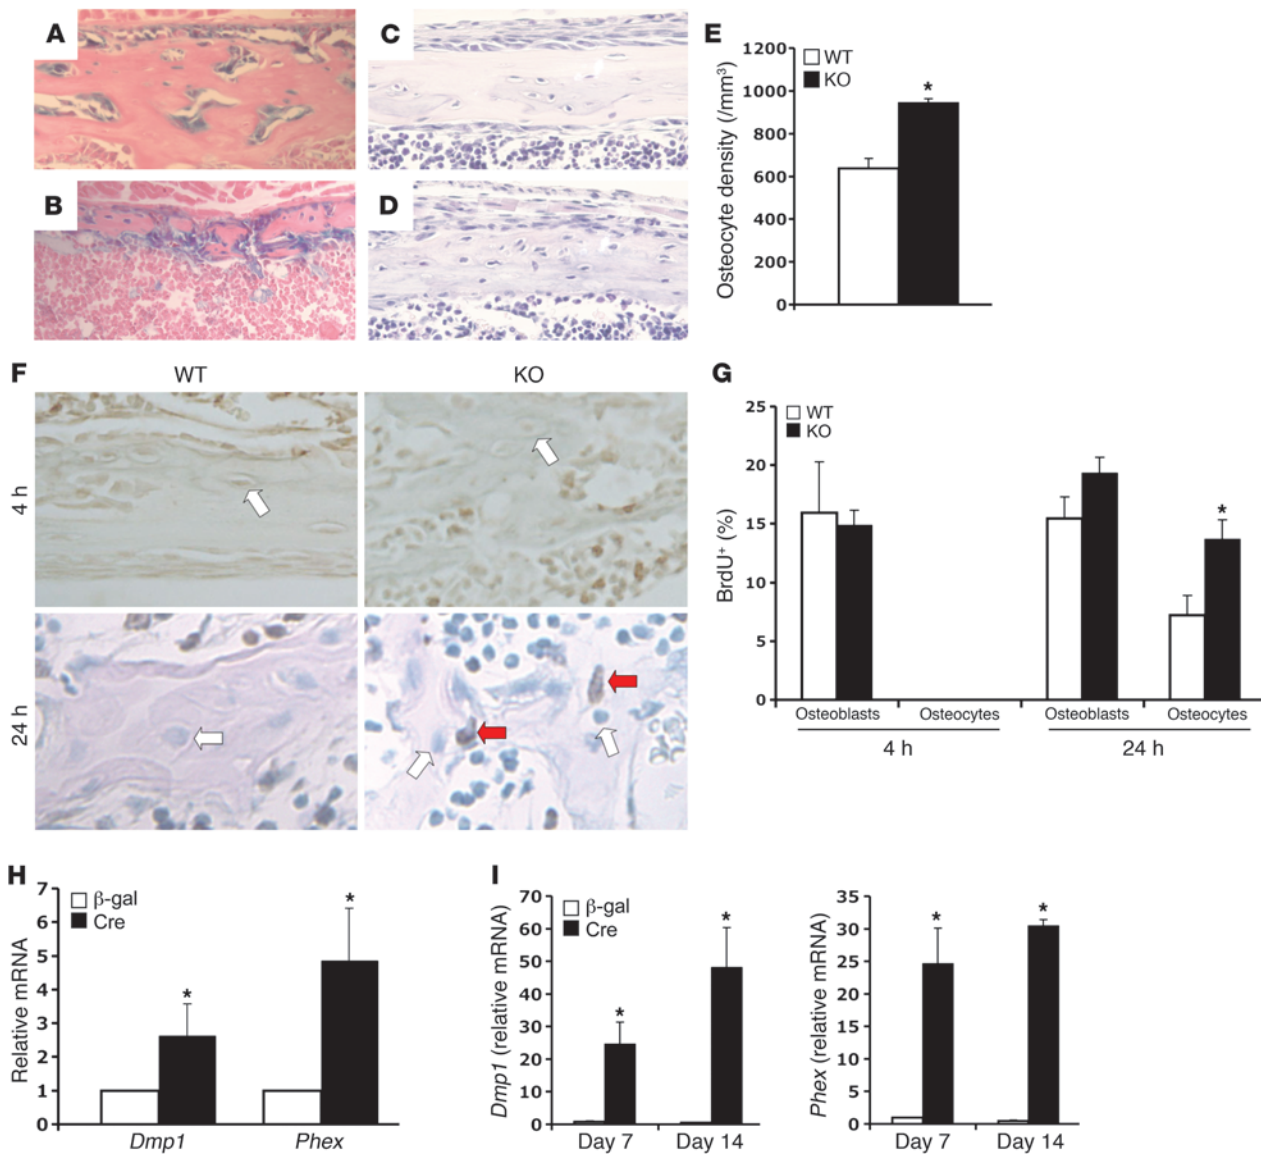 A
C
E
1200
WT
KO
*
1000
800
600
400
200
0
Osteocyte density (/mm³)
B
D
F
WT
KO
4 h
24 h
G
25
WT
KO
20
15
10
5
0
BrdU⁺ (%)
*
Osteoblasts Osteocytes Osteoblasts Osteocytes
4 h 24 h
H
7
β-gal
Cre
6
5
4
3
2
1
0
Relative mRNA
*
*
Dmp1 Phex
I
70
β-gal
Cre
60
50
40
30
20
10
0
Dmp1 (relative mRNA)
*
*
Day 7 Day 14
35
30
25
20
15
10
5
0
Phex (relative mRNA)
*
*
Day 7 Day 14